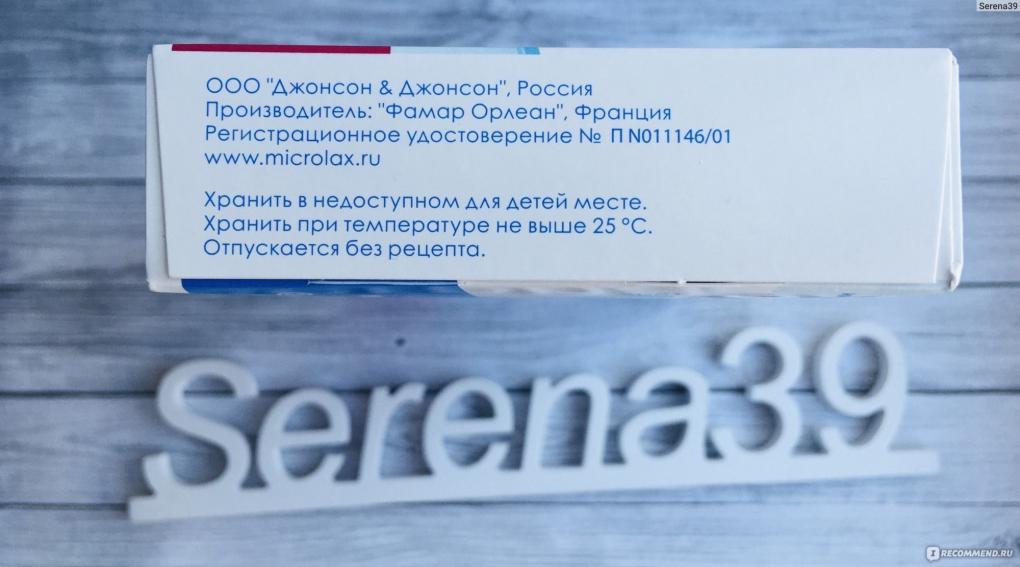 Serena39
ООО "Джонсон & Джонсон", Россия
Производитель: "Фамар Орлеан", Франция
Регистрационное удостоверение № П N011146/01
www.microlax.ru
Хранить в недоступном для детей месте.
Хранить при температуре не выше 25 °C.
Отпускается без рецепта.
Serena39
IRECOMMEND.RU